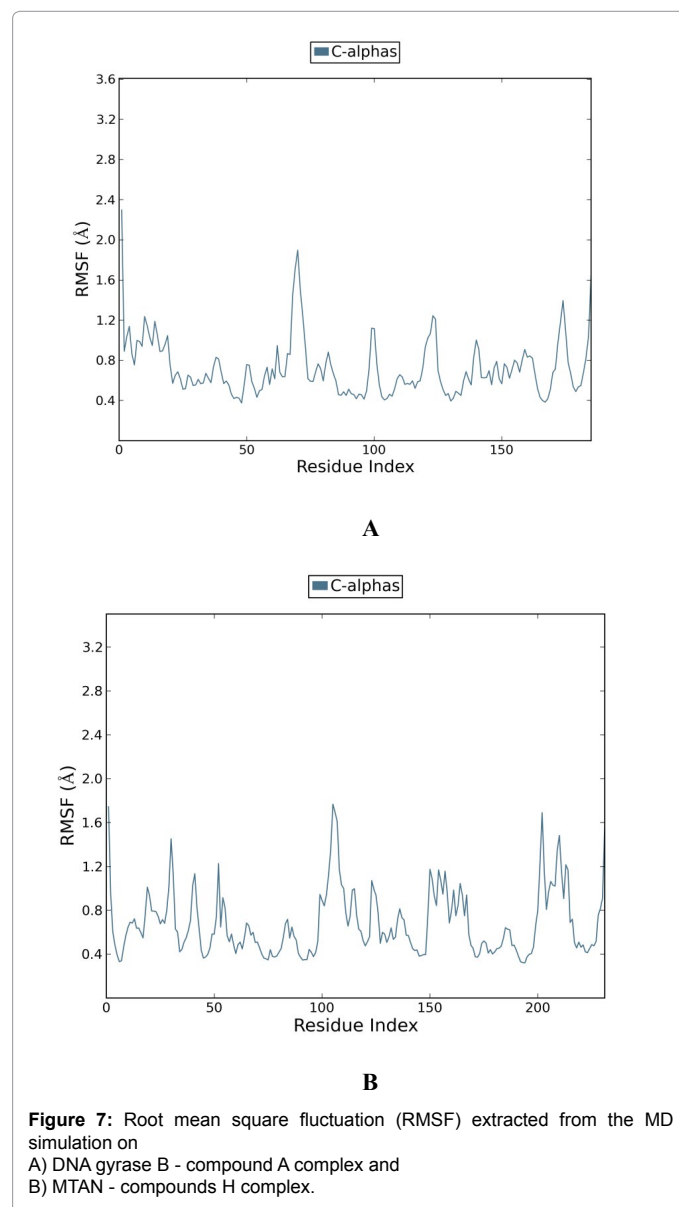 C-alphas
3.6
3.2
2.8
2.4
2.0
1.6
1.2
0.8
0.4
RMSF (Å)
0 50 100 150
Residue Index
A
C-alphas
3.2
2.8
2.4
2.0
1.6
1.2
0.8
0.4
RMSF (Å)
0 50 100 150 200
Residue Index
B
Figure 7: Root mean square fluctuation (RMSF) extracted from the MD
simulation on
A) DNA gyrase B - compound A complex and
B) MTAN - compounds H complex.